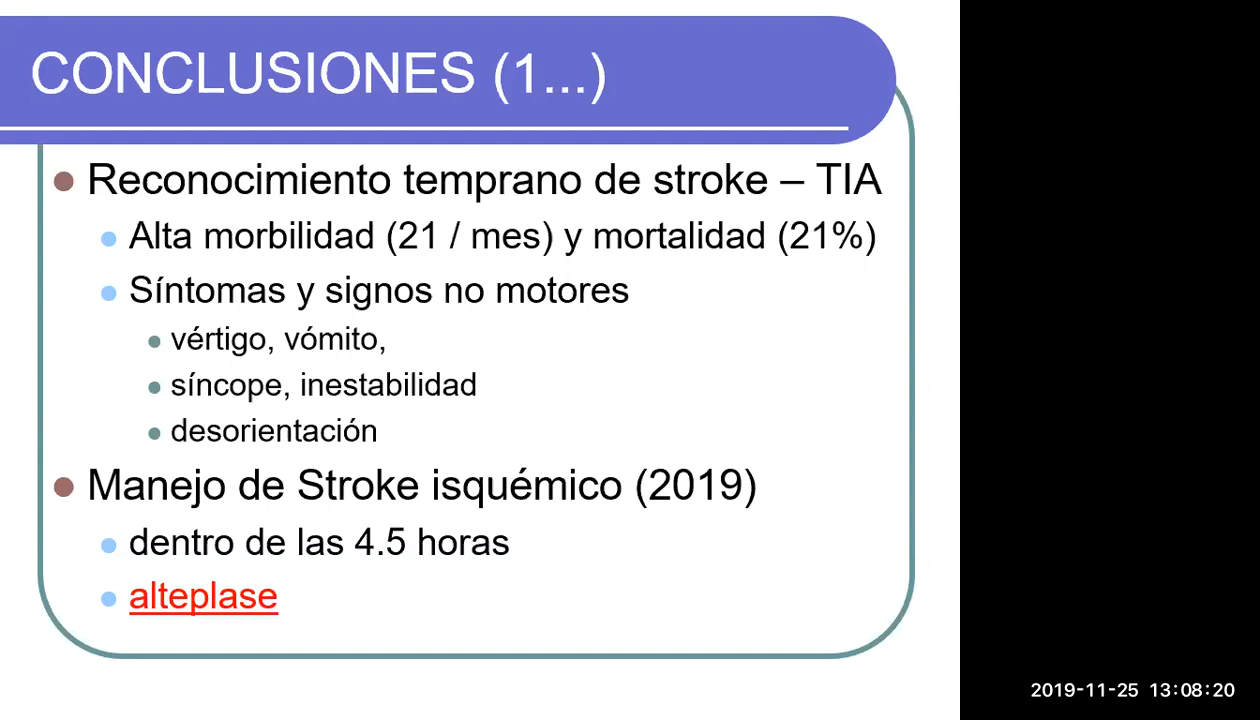 CONCLUSIONES (1...)
Reconocimiento temprano de stroke – TIA
Alta morbilidad (21 / mes) y mortalidad (21%)
Síntomas y signos no motores
vértigo, vómito,
síncope, inestabilidad
desorientación
Manejo de Stroke isquémico (2019)
dentro de las 4.5 horas
alteplase
2019-11-25 13:08:20